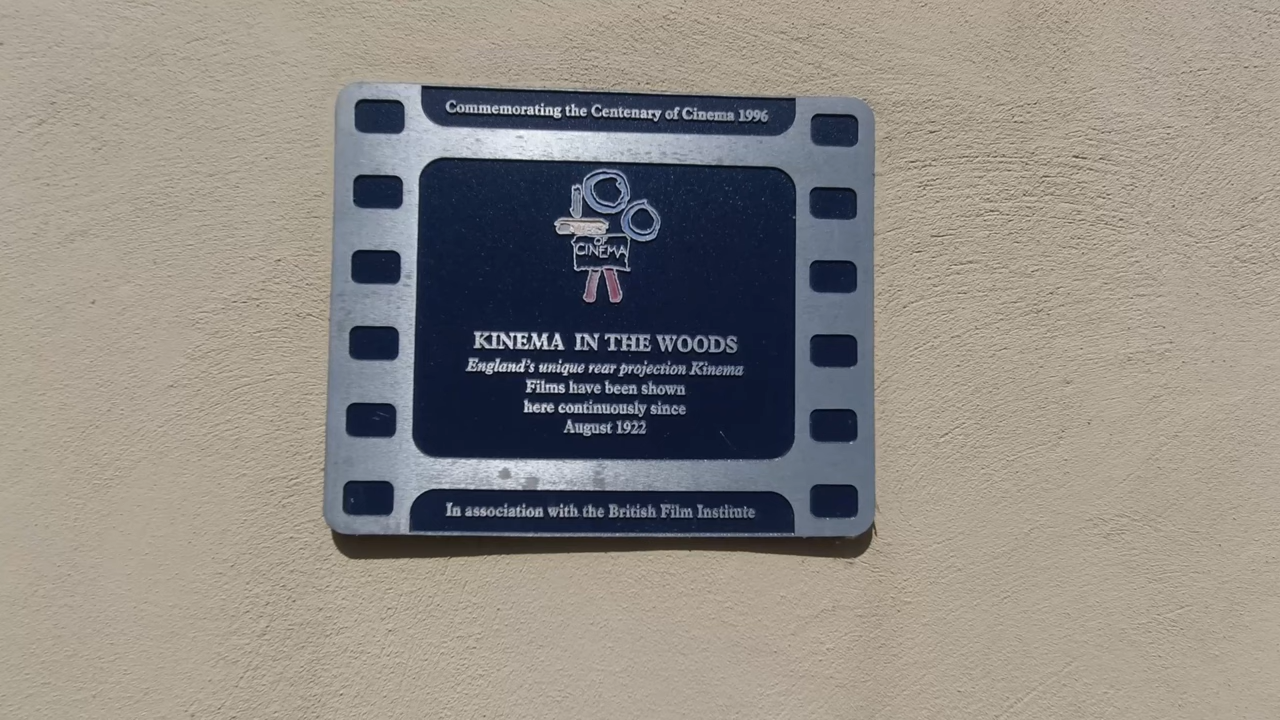 Commemorating the Centenary of Cinema 1996
OF
CINEMA
KINEMA IN THE WOODS
England's unique rear projection Kinema
Films have been shown
here continuously since
August 1922
In association with the British Film Institute